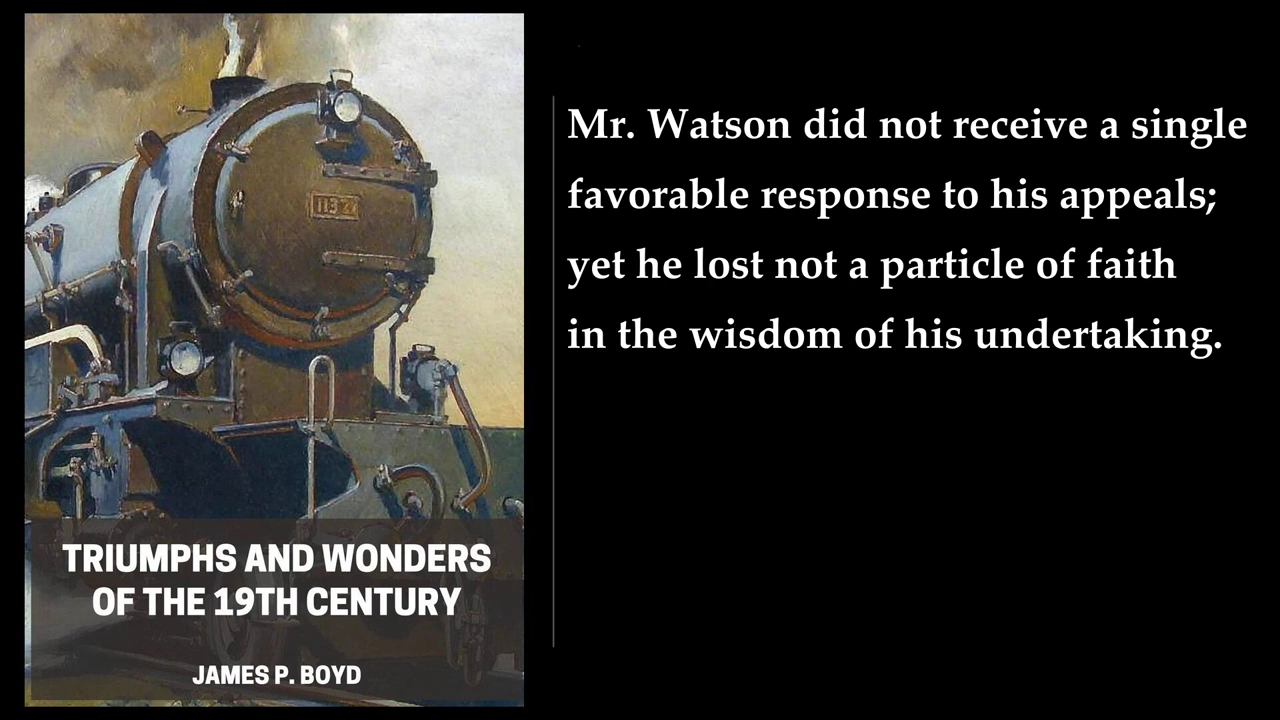 Mr. Watson did not receive a single
favorable response to his appeals;
yet he lost not a particle of faith
in the wisdom of his undertaking.
TRIUMPHS AND WONDERS
OF THE 19TH CENTURY
JAMES P. BOYD